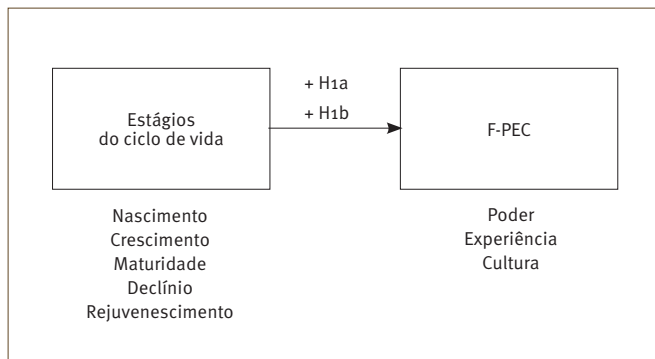 + H1a
+ H1b
Estágios
do ciclo de vida
F-PEC
Nascimento
Crescimento
Maturidade
Declínio
Rejuvenescimento
Poder
Experiência
Cultura